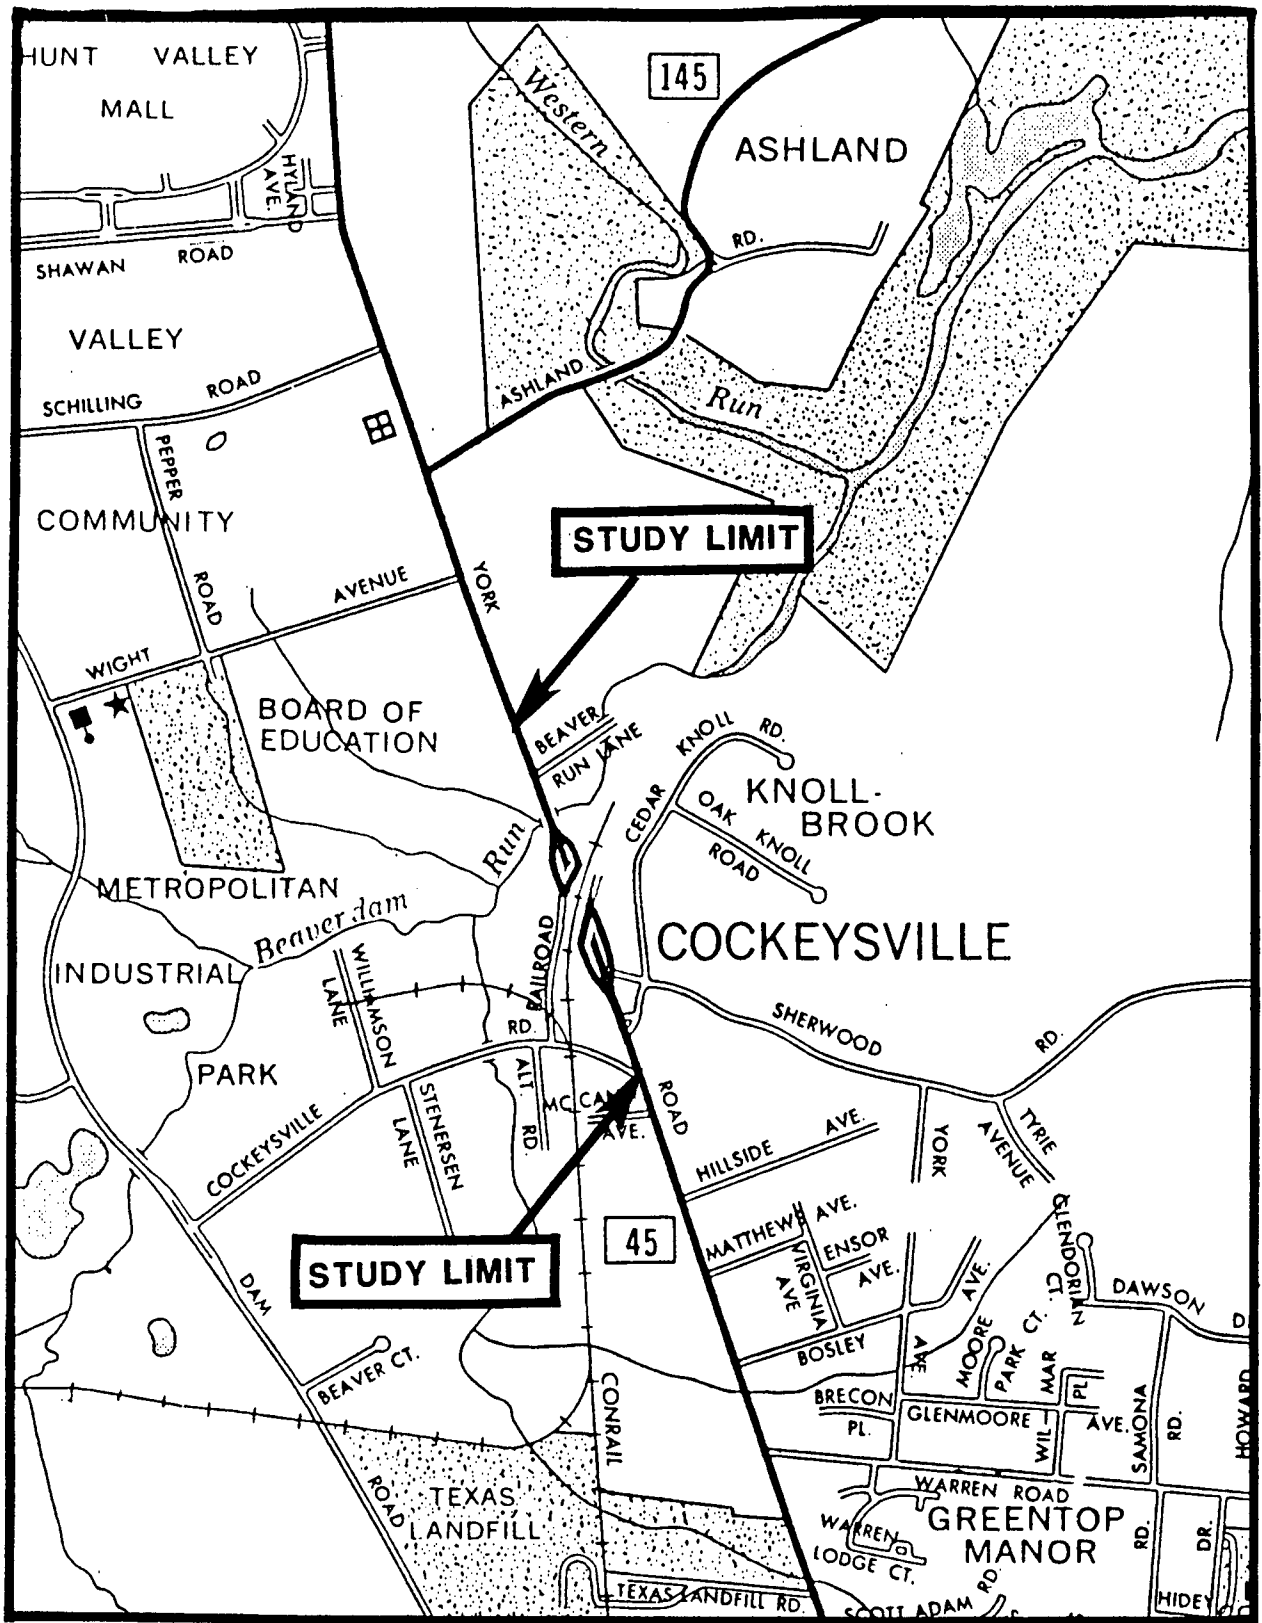 HUNT VALLEY
MALL
HYLAND
AVE.
SHAWAN ROAD
VALLEY
SCHILLING ROAD
PEPPER
ROAD
COMMUNITY
Western
145
ASHLAND
RD.
ASHLAND
Run
STUDY LIMIT
YORK
WIGHT AVENUE
BOARD OF
EDUCATION
BEAVER
RUN LANE
CEDAR KNOLL RD.
KNOLL-
BROOK
OAK KNOLL
ROAD
METROPOLITAN
Beaverdam Run
COCKEYSVILLE
INDUSTRIAL
PARK
WILLIAMSON
LANE
RAILROAD
COCKEYSVILLE RD.
ALT.
RD.
STENERSEN
LANE
AVE.
ROAD
SHERWOOD RD.
TYRIE
AVENUE
YORK
AVE.
HILLSIDE AVE.
STUDY LIMIT
45
MATTHEWS AVE.
VIRGINIA
AVE
ENSOR
AVE.
BOSLEY AVE.
GLENDORIAN
CT.
DAWSON D
DAM
ROAD
BEAVER CT.
CONRAIL
MOORE
PARK CT.
BRECON
PL.
GLENMOORE AVE.
WIL MAR
PL
SAMONA
RD.
HOWARD
WARREN ROAD
TEXAS
LANDFILL
GREENTOP
MANOR
WARREN
LODGE CT.
RD.
DR.
TEXAS LANDFILL RD.
SCOTT ADAM RD
HIDEY